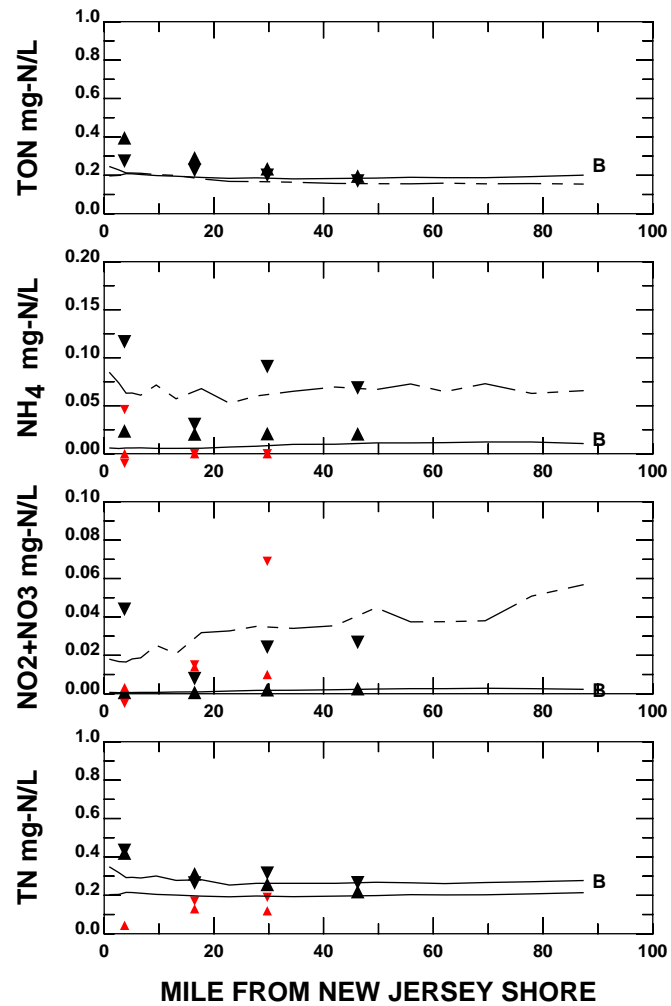 1.0
0.8
0.6
0.4
0.2
0.0
TON mg-N/L
B
0 20 40 60 80 100
0.20
0.15
0.10
0.05
0.00
NH4 mg-N/L
B
0 20 40 60 80 100
0.10
0.08
0.06
0.04
0.02
0.00
NO2+NO3 mg-N/L
B
0 20 40 60 80 100
1.0
0.8
0.6
0.4
0.2
0.0
TN mg-N/L
B
0 20 40 60 80 100
MILE FROM NEW JERSEY SHORE